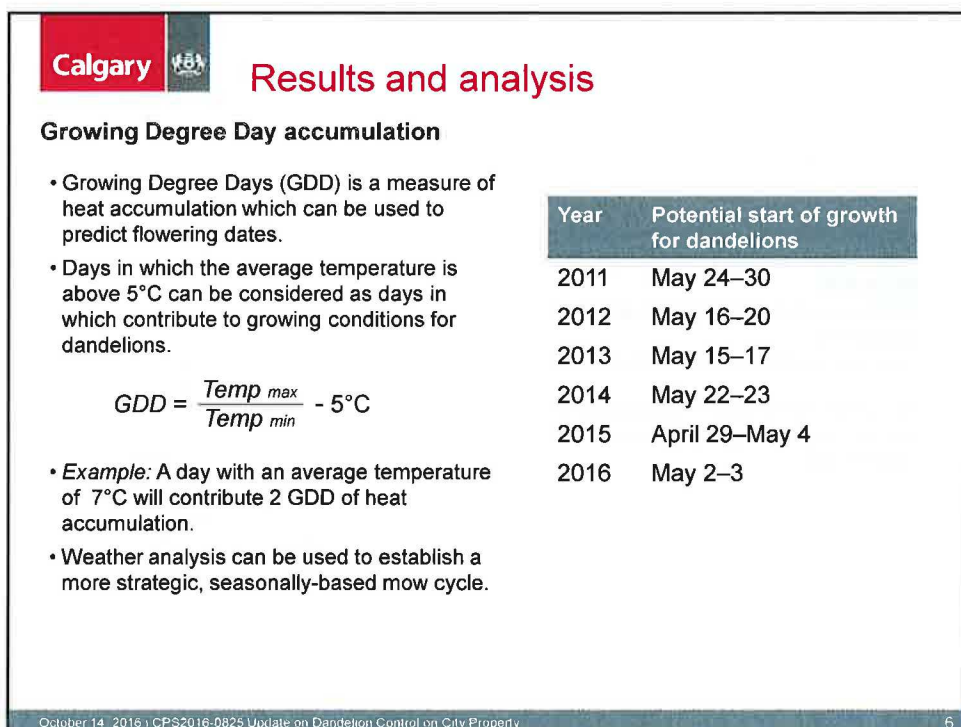 Calgary
Results and analysis
Growing Degree Day accumulation
• Growing Degree Days (GDD) is a measure of
heat accumulation which can be used to
predict flowering dates.
• Days in which the average temperature is
above 5°C can be considered as days in
which contribute to growing conditions for
dandelions.
GDD = Temp max / Temp min - 5°C
• Example: A day with an average temperature
of 7°C will contribute 2 GDD of heat
accumulation.
• Weather analysis can be used to establish a
more strategic, seasonally-based mow cycle.
Year Potential start of growth
for dandelions
2011 May 24–30
2012 May 16–20
2013 May 15–17
2014 May 22–23
2015 April 29–May 4
2016 May 2–3
October 14, 2016 | CPS2016-0825 Update on Dandelion Control on City Property 6